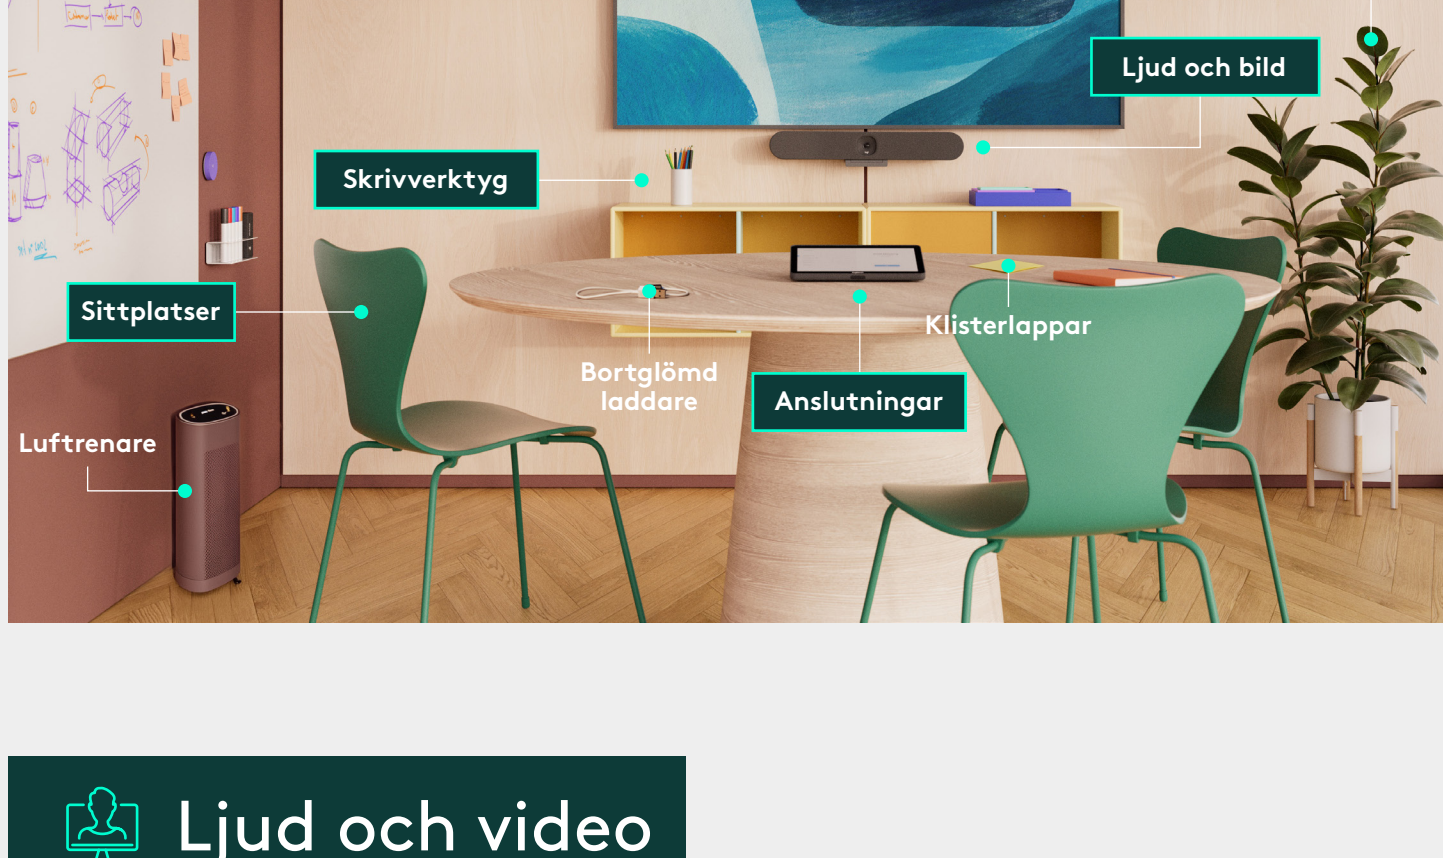 Ljud och bild
Skrivverktyg
Sittplatser
Klisterlappar
Bortglömd
laddare
Anslutningar
Luftrenare
Ljud och video